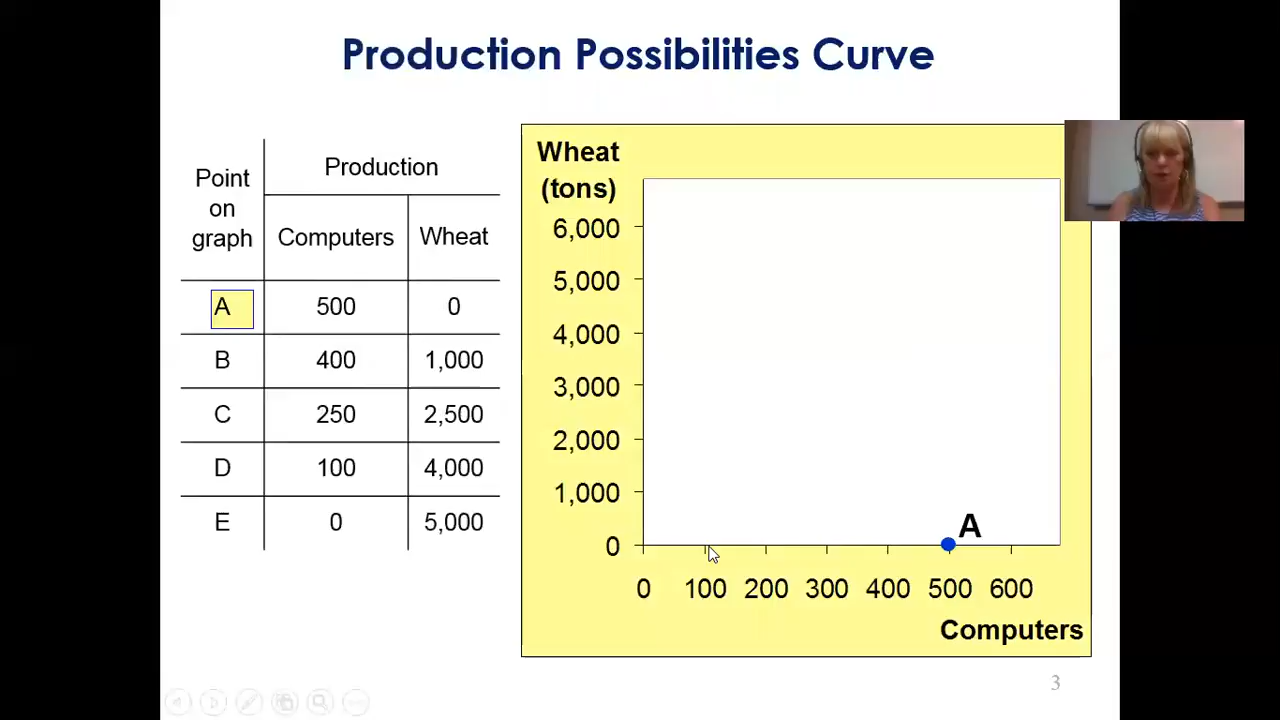 Production Possibilities Curve
Point on graph
Production
Computers Wheat
A 500 0
B 400 1,000
C 250 2,500
D 100 4,000
E 0 5,000
Wheat
(tons)
6,000
5,000
4,000
3,000
2,000
1,000
0
A
0 100 200 300 400 500 600
Computers
3